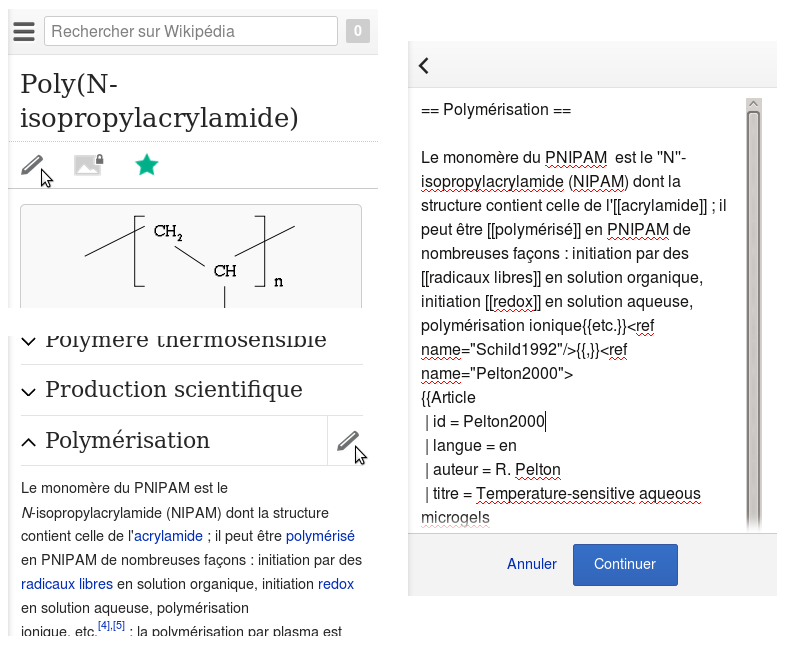 Rechercher sur Wikipédia
0
Poly(N-
isopropylacrylamide)
CH2
CH
n
Polymère thermosensible
Production scientifique
Polymérisation
Le monomère du PNIPAM est le
N-isopropylacrylamide (NIPAM) dont la structure
contient celle de l'acrylamide ; il peut être polymérisé
en PNIPAM de nombreuses façons : initiation par des
radicaux libres en solution organique, initiation redox
en solution aqueuse, polymérisation
ionique, etc.[4],[5] ; la polymérisation par plasma est
== Polymérisation ==
Le monomère du PNIPAM  est le ''N''-
isopropylacrylamide (NIPAM) dont la
structure contient celle de l'[[acrylamide]] ; il
peut être [[polymérisé]] en PNIPAM de
nombreuses façons : initiation par des
[[radicaux libres]] en solution organique,
initiation [[redox]] en solution aqueuse,
polymérisation ionique{{etc.}}<ref
name="Schild1992"/>{{,}}<ref
name="Pelton2000">
{{Article
 | id = Pelton2000
 | langue = en
 | auteur = R. Pelton
 | titre = Temperature-sensitive aqueous
microgels
Annuler
Continuer